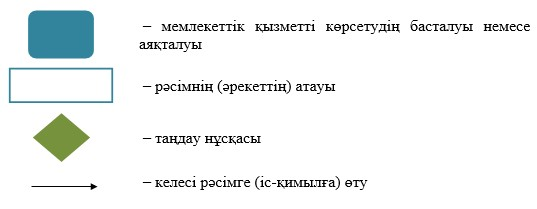 – мемлекеттік қызметті көрсетудің басталуы немесе
аяқталуы
– рәсімнің (әрекеттің) атауы
– таңдау нұсқасы
– келесі рәсімге (іс-қимылға) өту